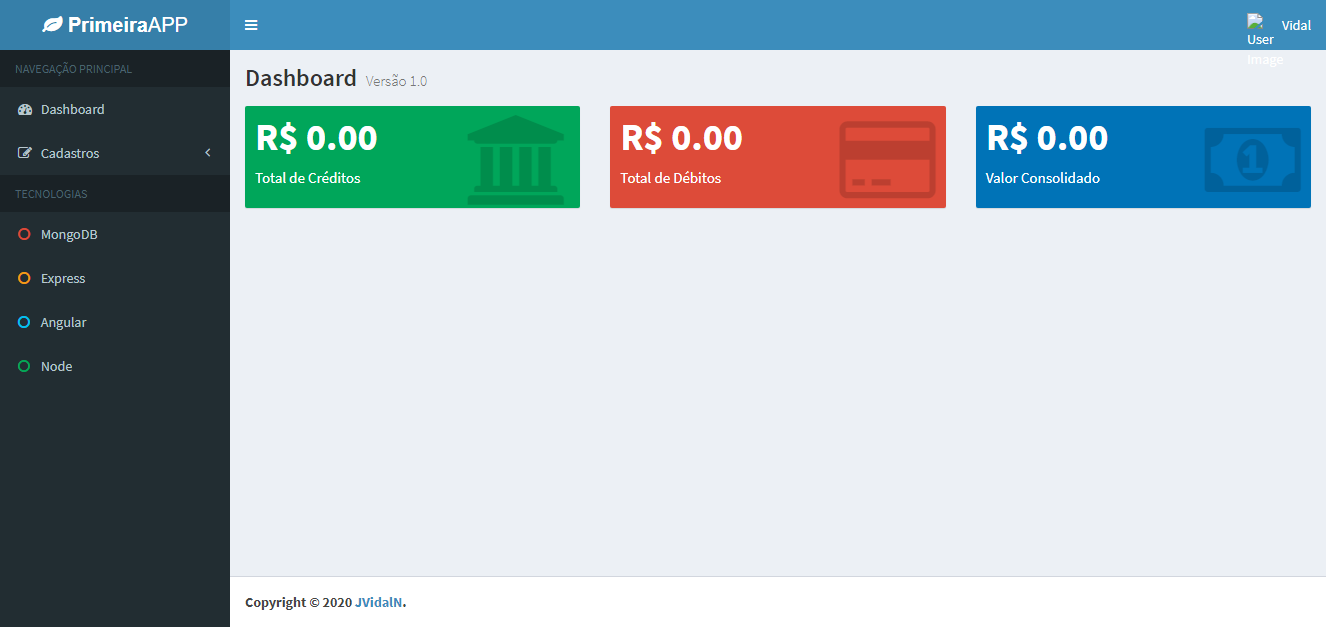 PrimeiraAPP
User Image
Vidal
NAVEGAÇÃO PRINCIPAL
Dashboard
Cadastros
TECNOLOGIAS
MongoDB
Express
Angular
Node
Dashboard Versão 1.0
R$ 0.00
Total de Créditos
R$ 0.00
Total de Débitos
R$ 0.00
Valor Consolidado
1
Copyright © 2020 JVidalN.